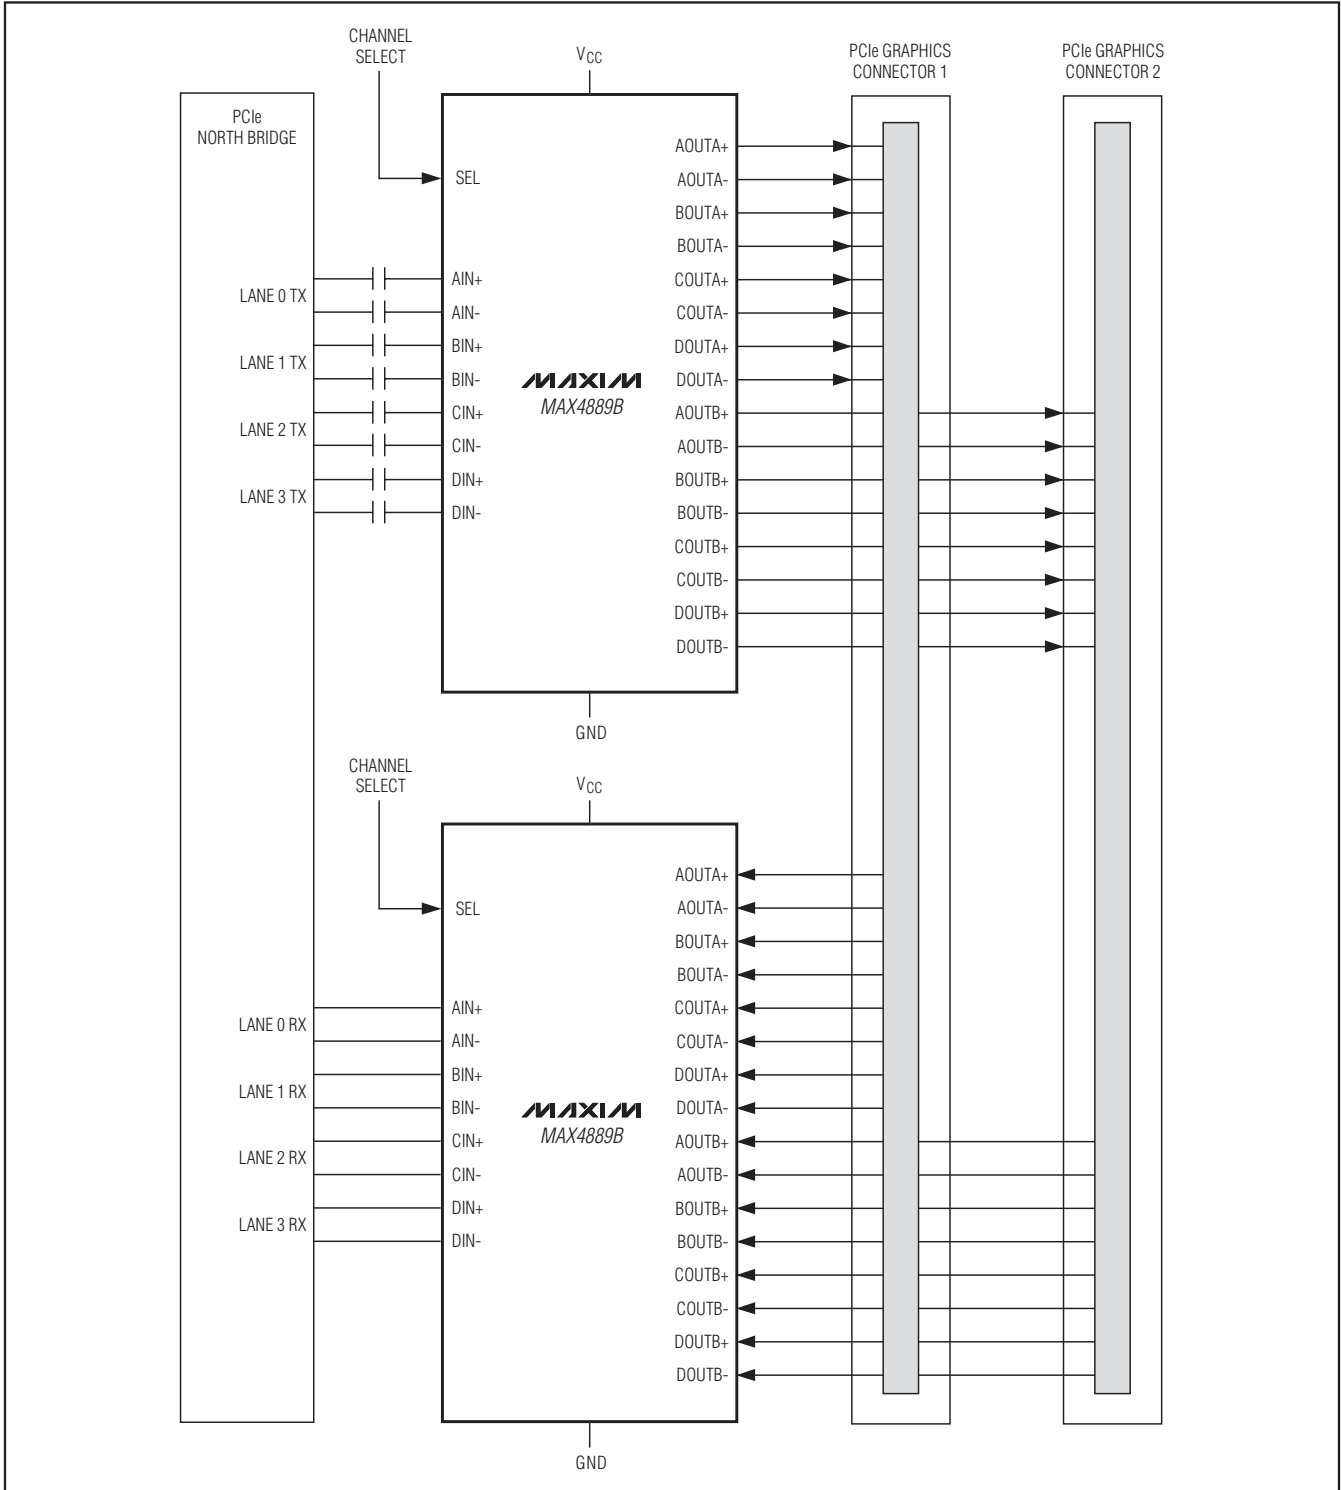 CHANNEL
SELECT
VCC
PCIe GRAPHICS
CONNECTOR 1
PCIe GRAPHICS
CONNECTOR 2
PCIe
NORTH BRIDGE
SEL
LANE 0 TX
LANE 1 TX
LANE 2 TX
LANE 3 TX
AIN+
AIN-
BIN+
BIN-
CIN+
CIN-
DIN+
DIN-
MAXIM
MAX4889B
AOUTA+
AOUTA-
BOUTA+
BOUTA-
COUTA+
COUTA-
DOUTA+
DOUTA-
AOUTB+
AOUTB-
BOUTB+
BOUTB-
COUTB+
COUTB-
DOUTB+
DOUTB-
GND
CHANNEL
SELECT
VCC
SEL
LANE 0 RX
LANE 1 RX
LANE 2 RX
LANE 3 RX
AIN+
AIN-
BIN+
BIN-
CIN+
CIN-
DIN+
DIN-
MAXIM
MAX4889B
AOUTA+
AOUTA-
BOUTA+
BOUTA-
COUTA+
COUTA-
DOUTA+
DOUTA-
AOUTB+
AOUTB-
BOUTB+
BOUTB-
COUTB+
COUTB-
DOUTB+
DOUTB-
GND